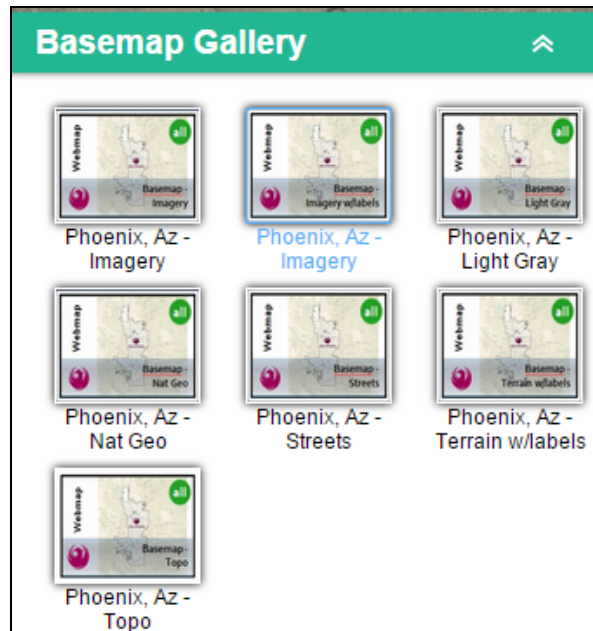 Basemap Gallery
all
Webmap
Basemap -
Imagery
Phoenix, Az -
Imagery
all
Webmap
Basemap -
Imagery w/labels
Phoenix, Az -
Imagery
all
Webmap
Basemap -
Light Gray
Phoenix, Az -
Light Gray
all
Webmap
Basemap -
Nat Geo
Phoenix, Az -
Nat Geo
all
Webmap
Basemap -
Streets
Phoenix, Az -
Streets
all
Webmap
Basemap -
Terrain w/labels
Phoenix, Az -
Terrain w/labels
all
Webmap
Basemap -
Topo
Phoenix, Az -
Topo